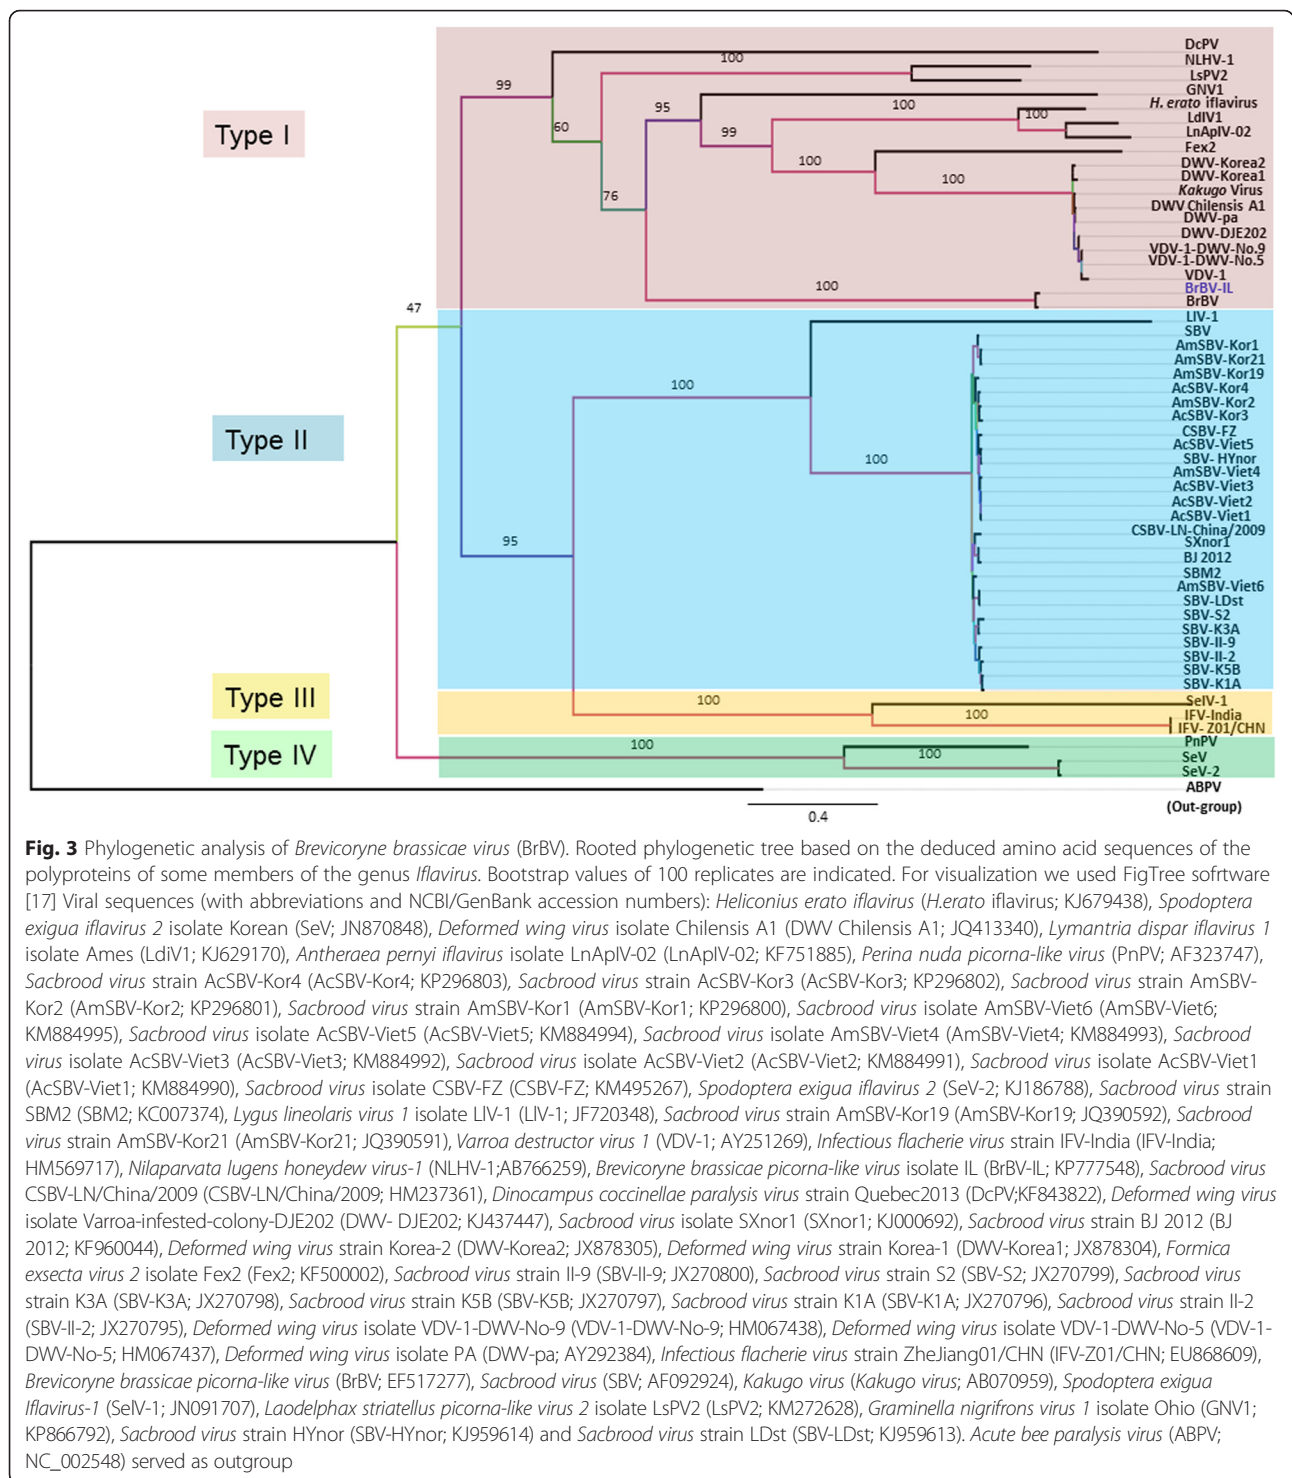 DcPV
100
NLHV-1
LsPV2
99
GNV1
95
100
H. erato iflavirus
100
Type I
LdIV1
60
99
LnApIV-02
Fex2
100
DWV-Korea2
100
DWV-Korea1
Kakugo Virus
76
DWV Chilensis A1
DWV-pa
DWV-DJE202
VDV-1-DWV-No.9
VDV-1-DWV-No.5
VDV-1
100
BrBV-IL
BrBV
47
LIV-1
SBV
AmSBV-Kor1
AmSBV-Kor21
AmSBV-Kor19
100
AcSBV-Kor4
AmSBV-Kor2
AcSBV-Kor3
Type II
CSBV-FZ
AcSBV-Viet5
100
SBV- HYnor
AmSBV-Viet4
AcSBV-Viet3
AcSBV-Viet2
AcSBV-Viet1
CSBV-LN-China/2009
95
SXnor1
BJ 2012
SBM2
AmSBV-Viet6
SBV-LDst
SBV-S2
SBV-K3A
SBV-II-9
SBV-II-2
SBV-K5B
SBV-K1A
Type III
100
SeIV-1
100
IFV-India
IFV- Z01/CHN
Type IV
100
PnPV
100
SeV
SeV-2
ABPV
(Out-group)
0.4
Fig. 3 Phylogenetic analysis of Brevicoryne brassicae virus (BrBV). Rooted phylogenetic tree based on the deduced amino acid sequences of the
polyproteins of some members of the genus Iflavirus. Bootstrap values of 100 replicates are indicated. For visualization we used FigTree sofrtware
[17] Viral sequences (with abbreviations and NCBI/GenBank accession numbers): Heliconius erato iflavirus (H.erato iflavirus; KJ679438), Spodoptera
exigua iflavirus 2 isolate Korean (SeV; JN870848), Deformed wing virus isolate Chilensis A1 (DWV Chilensis A1; JQ413340), Lymantria dispar iflavirus 1
isolate Ames (LdiV1; KJ629170), Antheraea pernyi iflavirus isolate LnApIV-02 (LnApIV-02; KF751885), Perina nuda picorna-like virus (PnPV; AF323747),
Sacbrood virus strain AcSBV-Kor4 (AcSBV-Kor4; KP296803), Sacbrood virus strain AcSBV-Kor3 (AcSBV-Kor3; KP296802), Sacbrood virus strain AmSBV-
Kor2 (AmSBV-Kor2; KP296801), Sacbrood virus strain AmSBV-Kor1 (AmSBV-Kor1; KP296800), Sacbrood virus isolate AmSBV-Viet6 (AmSBV-Viet6;
KM884995), Sacbrood virus isolate AcSBV-Viet5 (AcSBV-Viet5; KM884994), Sacbrood virus isolate AmSBV-Viet4 (AmSBV-Viet4; KM884993), Sacbrood
virus isolate AcSBV-Viet3 (AcSBV-Viet3; KM884992), Sacbrood virus isolate AcSBV-Viet2 (AcSBV-Viet2; KM884991), Sacbrood virus isolate AcSBV-Viet1
(AcSBV-Viet1; KM884990), Sacbrood virus isolate CSBV-FZ (CSBV-FZ; KM495267), Spodoptera exigua iflavirus 2 (SeV-2; KJ186788), Sacbrood virus strain
SBM2 (SBM2; KC007374), Lygus lineolaris virus 1 isolate LIV-1 (LIV-1; JF720348), Sacbrood virus strain AmSBV-Kor19 (AmSBV-Kor19; JQ390592), Sacbrood
virus strain AmSBV-Kor21 (AmSBV-Kor21; JQ390591), Varroa destructor virus 1 (VDV-1; AY251269), Infectious flacherie virus strain IFV-India (IFV-India;
HM569717), Nilaparvata lugens honeydew virus-1 (NLHV-1;AB766259), Brevicoryne brassicae picorna-like virus isolate IL (BrBV-IL; KP777548), Sacbrood virus
CSBV-LN/China/2009 (CSBV-LN/China/2009; HM237361), Dinocampus coccinellae paralysis virus strain Quebec2013 (DcPV;KF843822), Deformed wing virus
isolate Varroa-infested-colony-DJE202 (DWV- DJE202; KJ437447), Sacbrood virus isolate SXnor1 (SXnor1; KJ000692), Sacbrood virus strain BJ 2012 (BJ
2012; KF960044), Deformed wing virus strain Korea-2 (DWV-Korea2; JX878305), Deformed wing virus strain Korea-1 (DWV-Korea1; JX878304), Formica
exsecta virus 2 isolate Fex2 (Fex2; KF500002), Sacbrood virus strain II-9 (SBV-II-9; JX270800), Sacbrood virus strain S2 (SBV-S2; JX270799), Sacbrood virus
strain K3A (SBV-K3A; JX270798), Sacbrood virus strain K5B (SBV-K5B; JX270797), Sacbrood virus strain K1A (SBV-K1A; JX270796), Sacbrood virus strain II-2
(SBV-II-2; JX270795), Deformed wing virus isolate VDV-1-DWV-No-9 (VDV-1-DWV-No-9; HM067438), Deformed wing virus isolate VDV-1-DWV-No-5 (VDV-1-
DWV-No-5; HM067437), Deformed wing virus isolate PA (DWV-pa; AY292384), Infectious flacherie virus strain ZheJiang01/CHN (IFV-Z01/CHN; EU868609),
Brevicoryne brassicae picorna-like virus (BrBV; EF517277), Sacbrood virus (SBV; AF092924), Kakugo virus (Kakugo virus; AB070959), Spodoptera exigua
Iflavirus-1 (SeIV-1; JN091707), Laodelphax striatellus picorna-like virus 2 isolate LsPV2 (LsPV2; KM272628), Graminella nigrifrons virus 1 isolate Ohio (GNV1;
KP866792), Sacbrood virus strain HYnor (SBV-HYnor; KJ959614) and Sacbrood virus strain LDst (SBV-LDst; KJ959613). Acute bee paralysis virus (ABPV;
NC_002548) served as outgroup